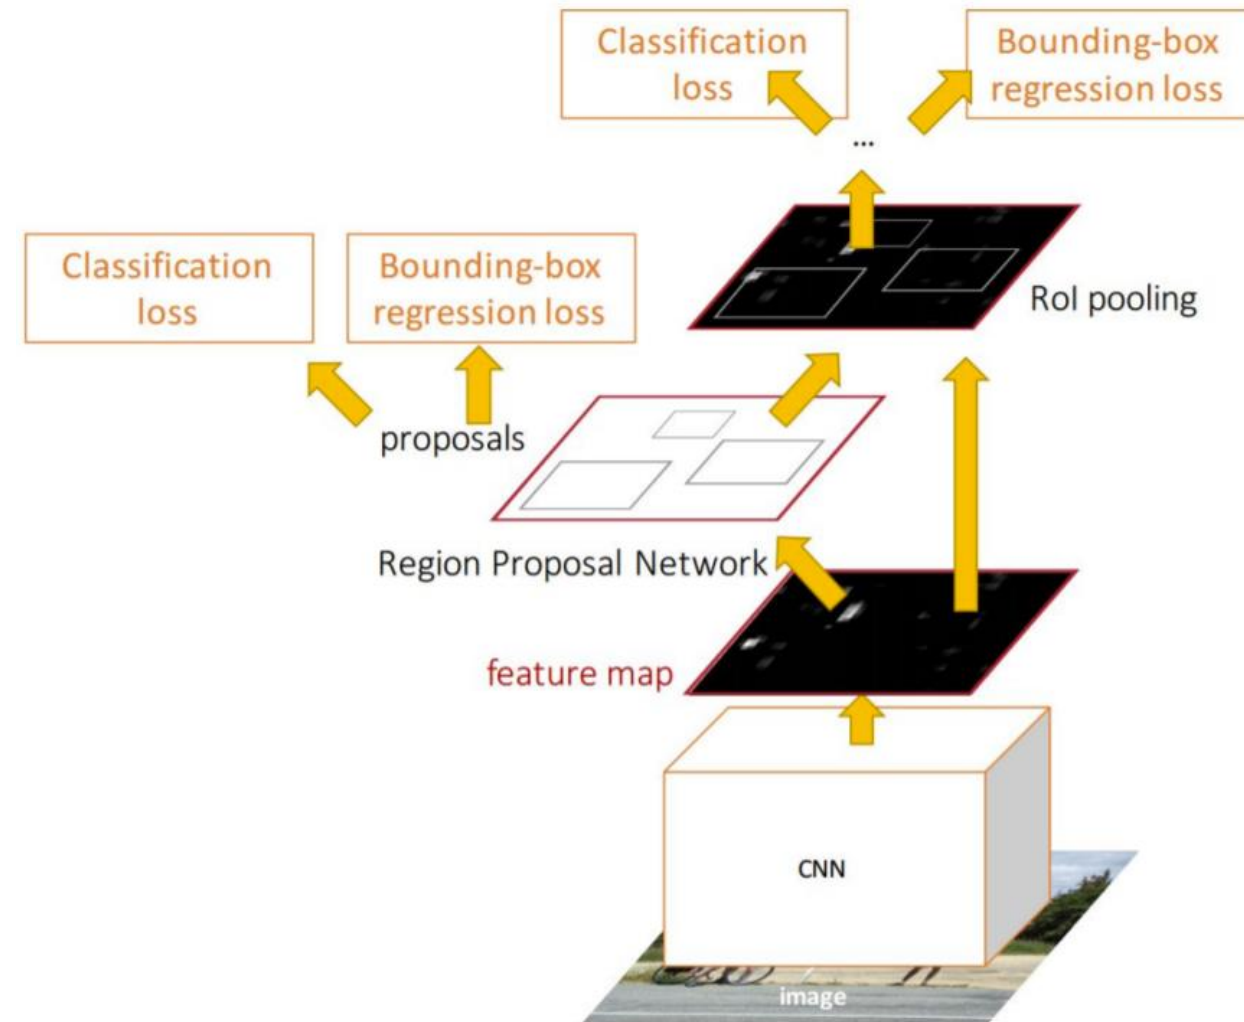 Classification
loss
Bounding-box
regression loss
...
Classification
loss
Bounding-box
regression loss
RoI pooling
proposals
Region Proposal Network
feature map
CNN
image